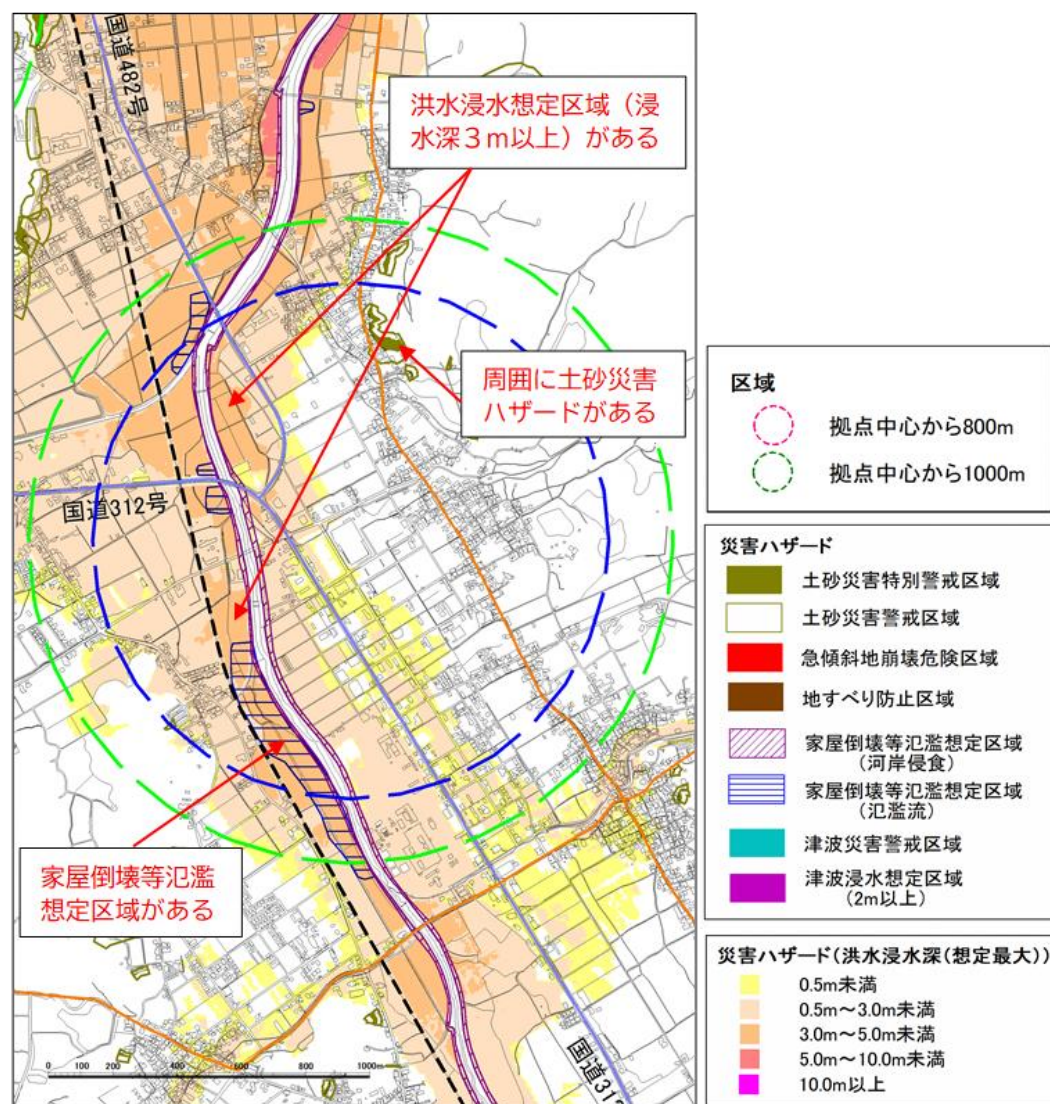 国道482号
洪水浸水想定区域（浸
水深３ｍ以上）がある
周囲に土砂災害
ハザードがある
国道312号
家屋倒壊等氾濫
想定区域がある
0 100 200 400 600 800 1000m
国道312
区域
拠点中心から800m
拠点中心から1000m
災害ハザード
土砂災害特別警戒区域
土砂災害警戒区域
急傾斜地崩壊危険区域
地すべり防止区域
家屋倒壊等氾濫想定区域
(河岸侵食)
家屋倒壊等氾濫想定区域
(氾濫流)
津波災害警戒区域
津波浸水想定区域
(2m以上)
災害ハザード(洪水浸水深(想定最大))
0.5m未満
0.5m～3.0m未満
3.0m～5.0m未満
5.0m～10.0m未満
10.0m以上